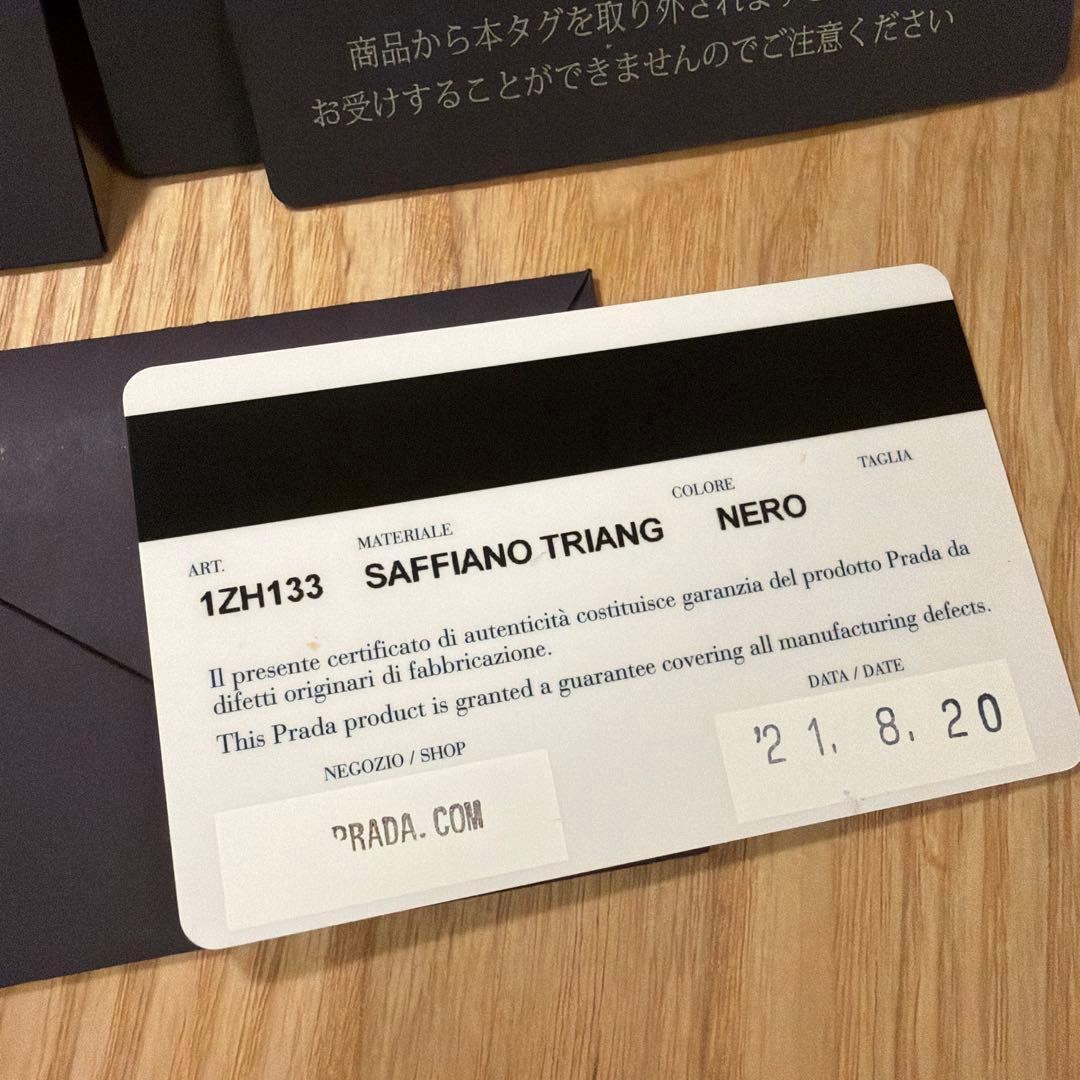 商品から本タグを取り外されます
お受けすることができませんのでご注意ください
ART.
MATERIALE
COLORE
TAGLIA
1ZH133 SAFFIANO TRIANG NERO
Il presente certificato di autenticità costituisce garanzia del prodotto Prada da
difetti originari di fabbricazione.
This Prada product is granted a guarantee covering all manufacturing defects.
NEGOZIO / SHOP
DATA / DATE
PRADA.COM
'21. 8. 20